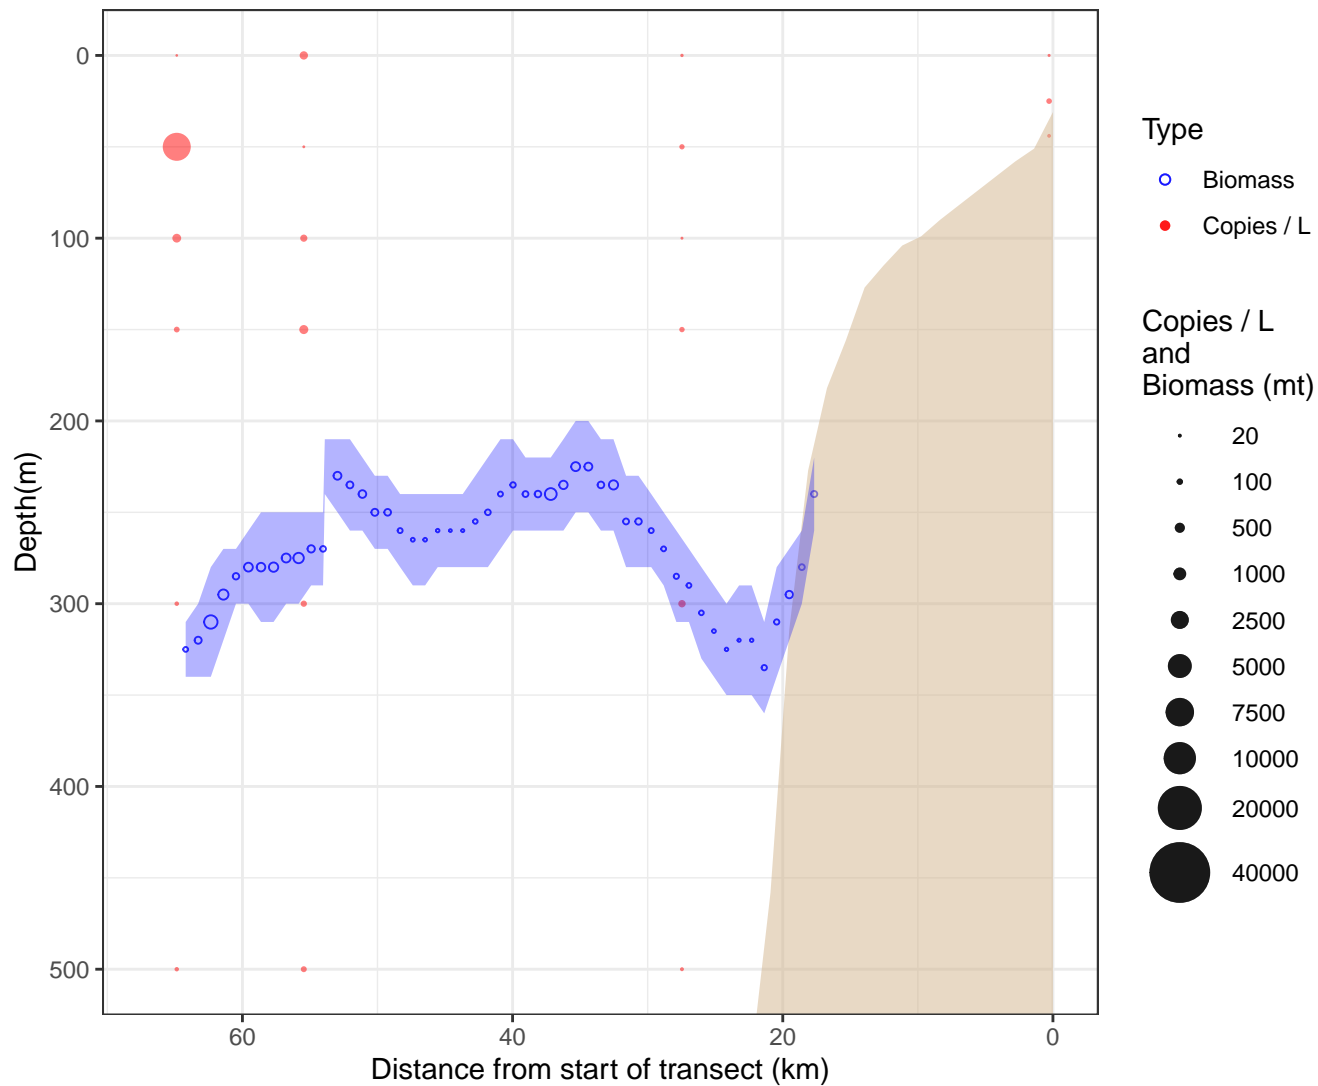 0
100
200
300
400
500
Depth(m)
60
40
20
0
Distance from start of transect (km)
Type
Biomass
Copies / L
Copies / L
and
Biomass (mt)
20
100
500
1000
2500
5000
7500
10000
20000
40000